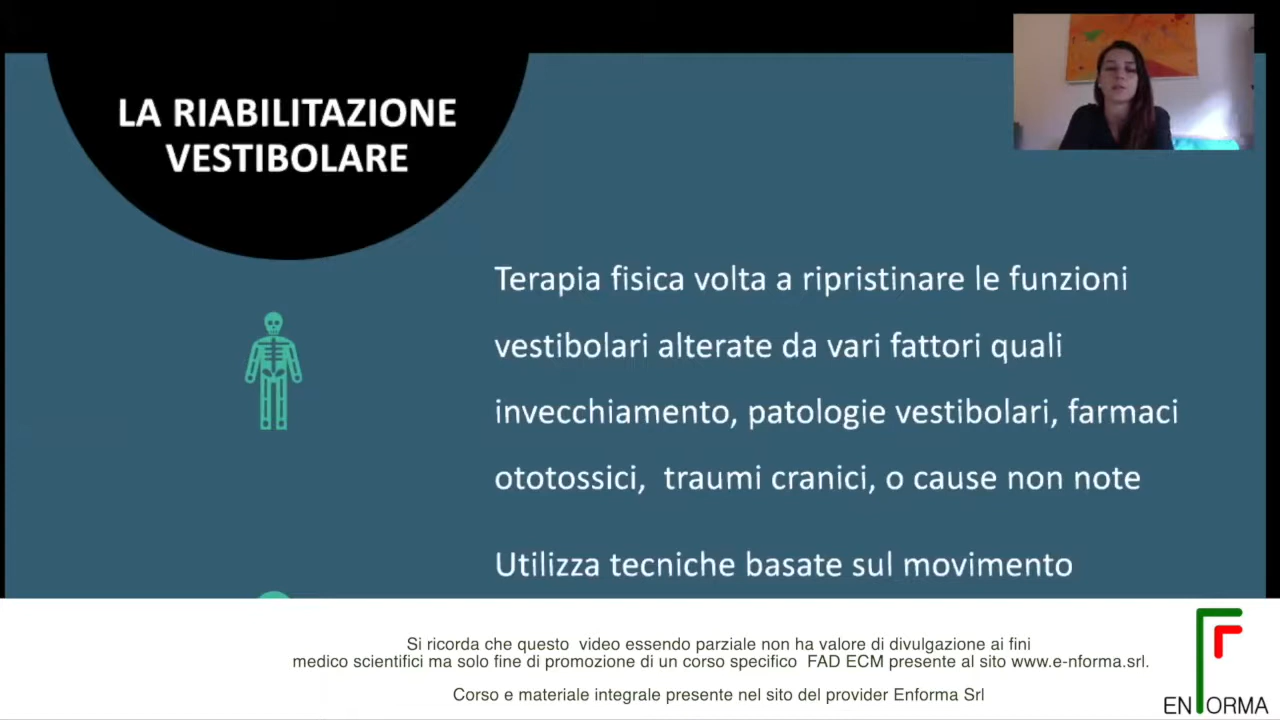 LA RIABILITAZIONE
VESTIBOLARE
Terapia fisica volta a ripristinare le funzioni
vestibolari alterate da vari fattori quali
invecchiamento, patologie vestibolari, farmaci
ototossici,  traumi cranici, o cause non note
Utilizza tecniche basate sul movimento
Si ricorda che questo  video essendo parziale non ha valore di divulgazione ai fini
medico scientifici ma solo fine di promozione di un corso specifico  FAD ECM presente al sito www.e-nforma.srl.
Corso e materiale integrale presente nel sito del provider Enforma Srl
ENFORMA